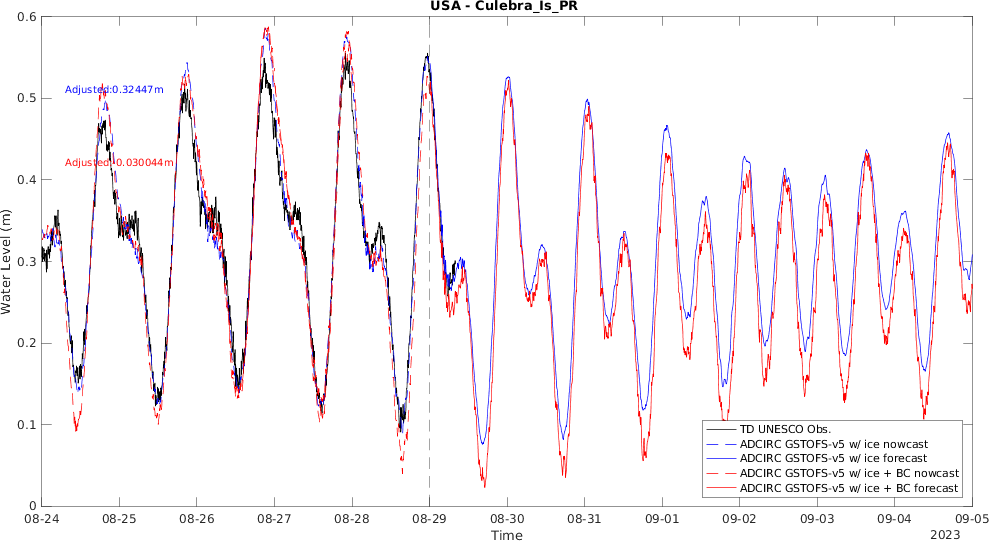 USA - Culebra_Is_PR
0.6
0.5
0.4
0.3
0.2
0.1
0
Water Level (m)
Adjusted:0.32447m
Adjusted:-0.030044m
TD UNESCO Obs.
ADCIRC GSTOFS-v5 w/ ice nowcast
ADCIRC GSTOFS-v5 w/ ice forecast
ADCIRC GSTOFS-v5 w/ ice + BC nowcast
ADCIRC GSTOFS-v5 w/ ice + BC forecast
08-24 08-25 08-26 08-27 08-28 08-29 08-30 08-31 09-01 09-02 09-03 09-04 09-05
Time
2023